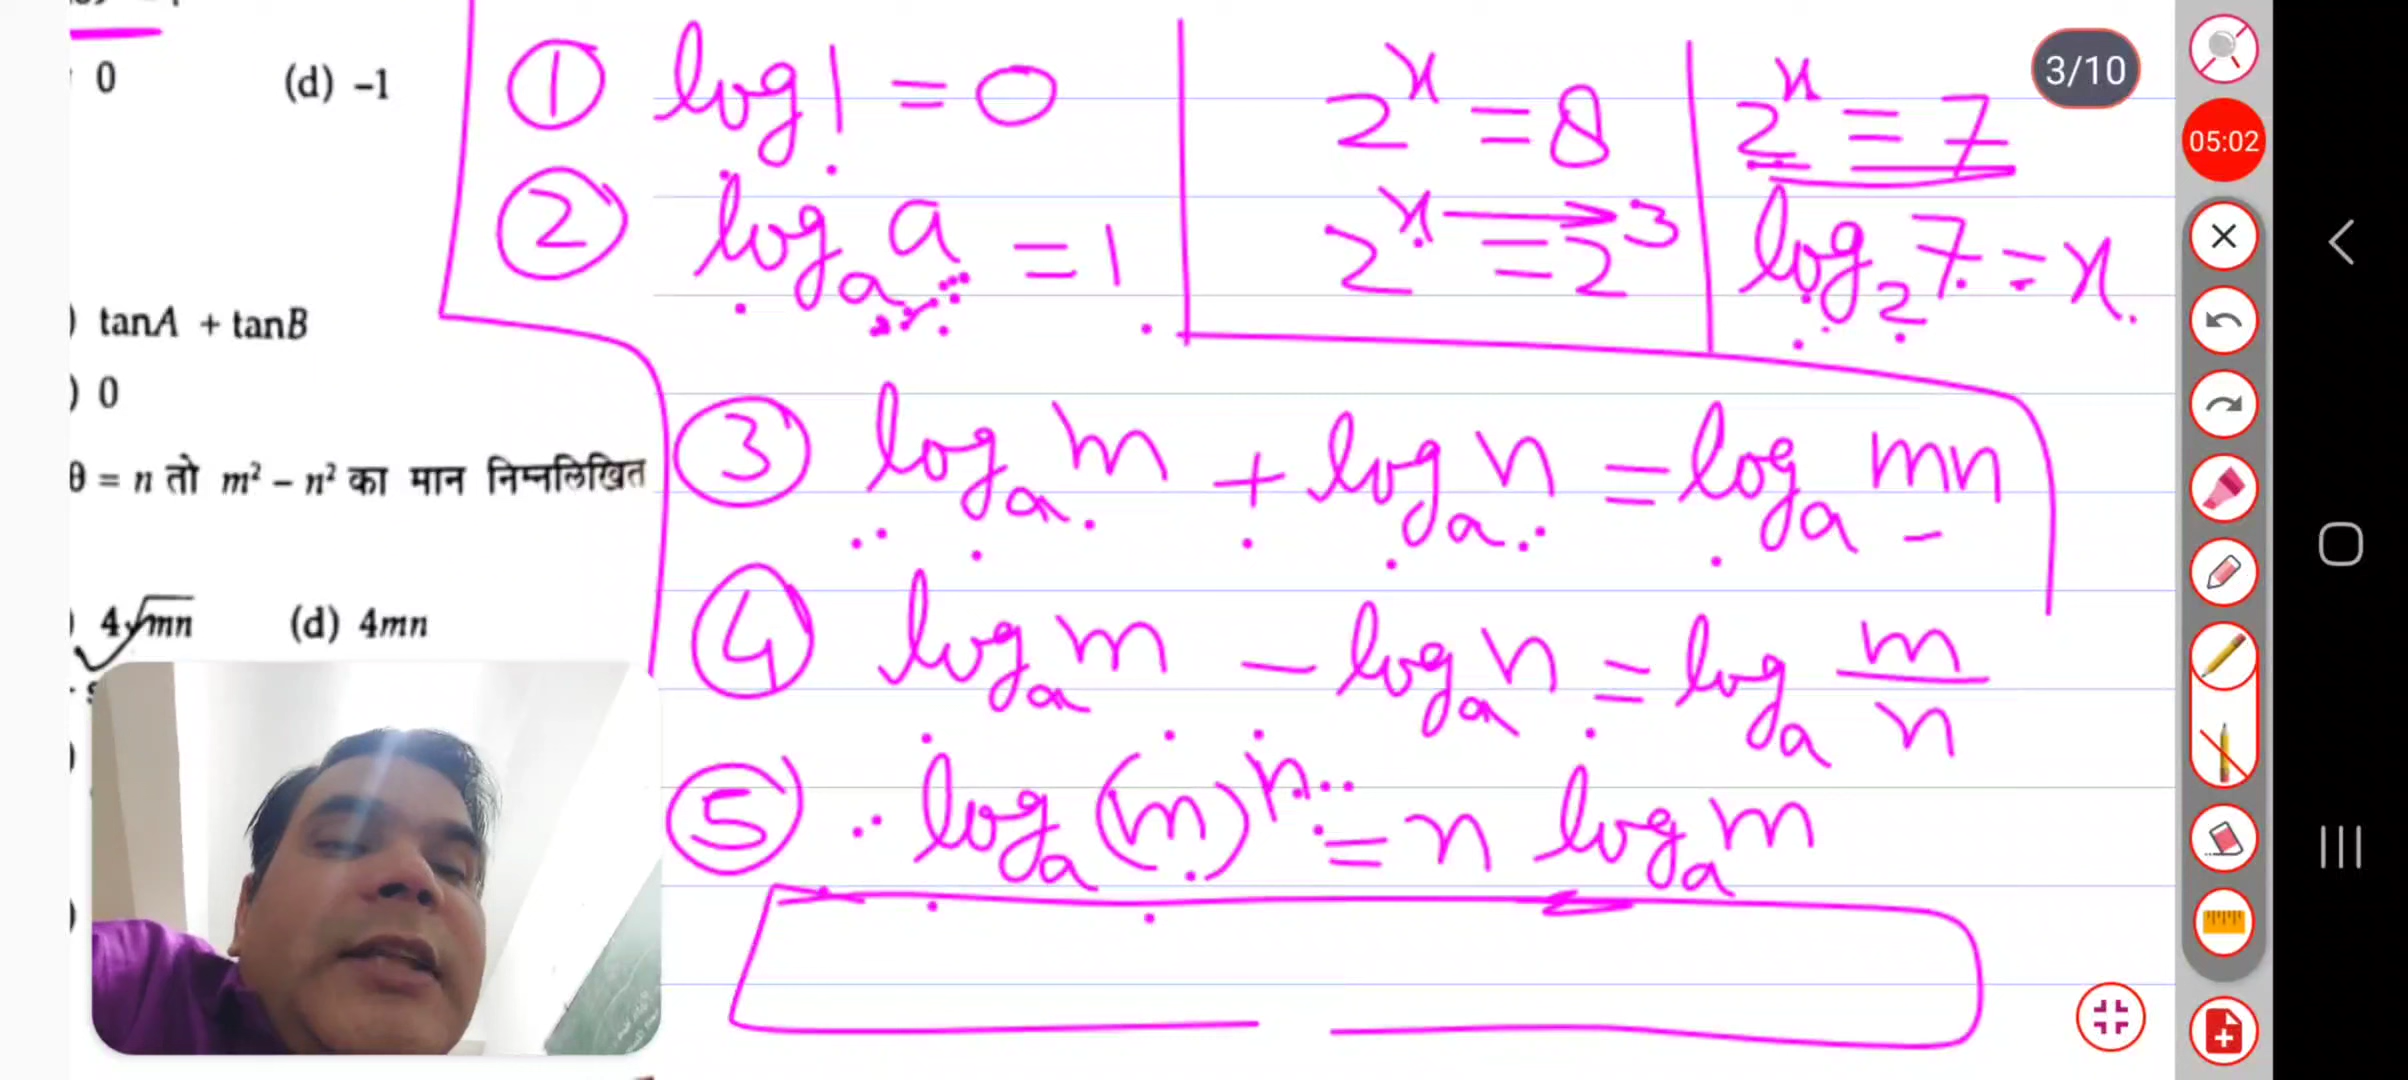 0 (d) –1
tanA + tanB
) 0
θ = n तो m² – n² का मान निम्नलिखित
4√mn (d) 4mn
① log 1 = 0
② logₐ a = 1
2ˣ = 8
2ˣ = 2³
2ˣ = 7
log₂ 7 = x
③ logₐ m + logₐ n = logₐ mn
④ logₐ m – logₐ n = logₐ m/n
⑤ logₐ (m)ⁿ = n logₐ m
3/10
05:02